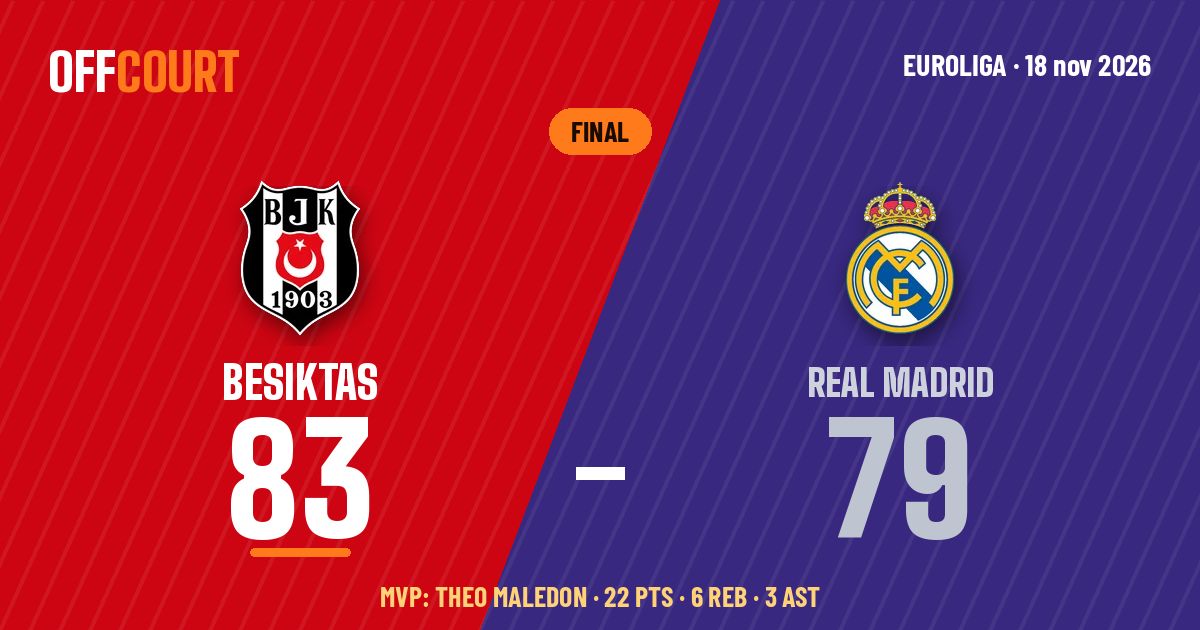 OFFCOURT
EUROLIGA · 18 nov 2026
FINAL
BJK
1903
BESIKTAS
REAL MADRID
83
–
79
MVP: THEO MALEDON · 22 PTS · 6 REB · 3 AST